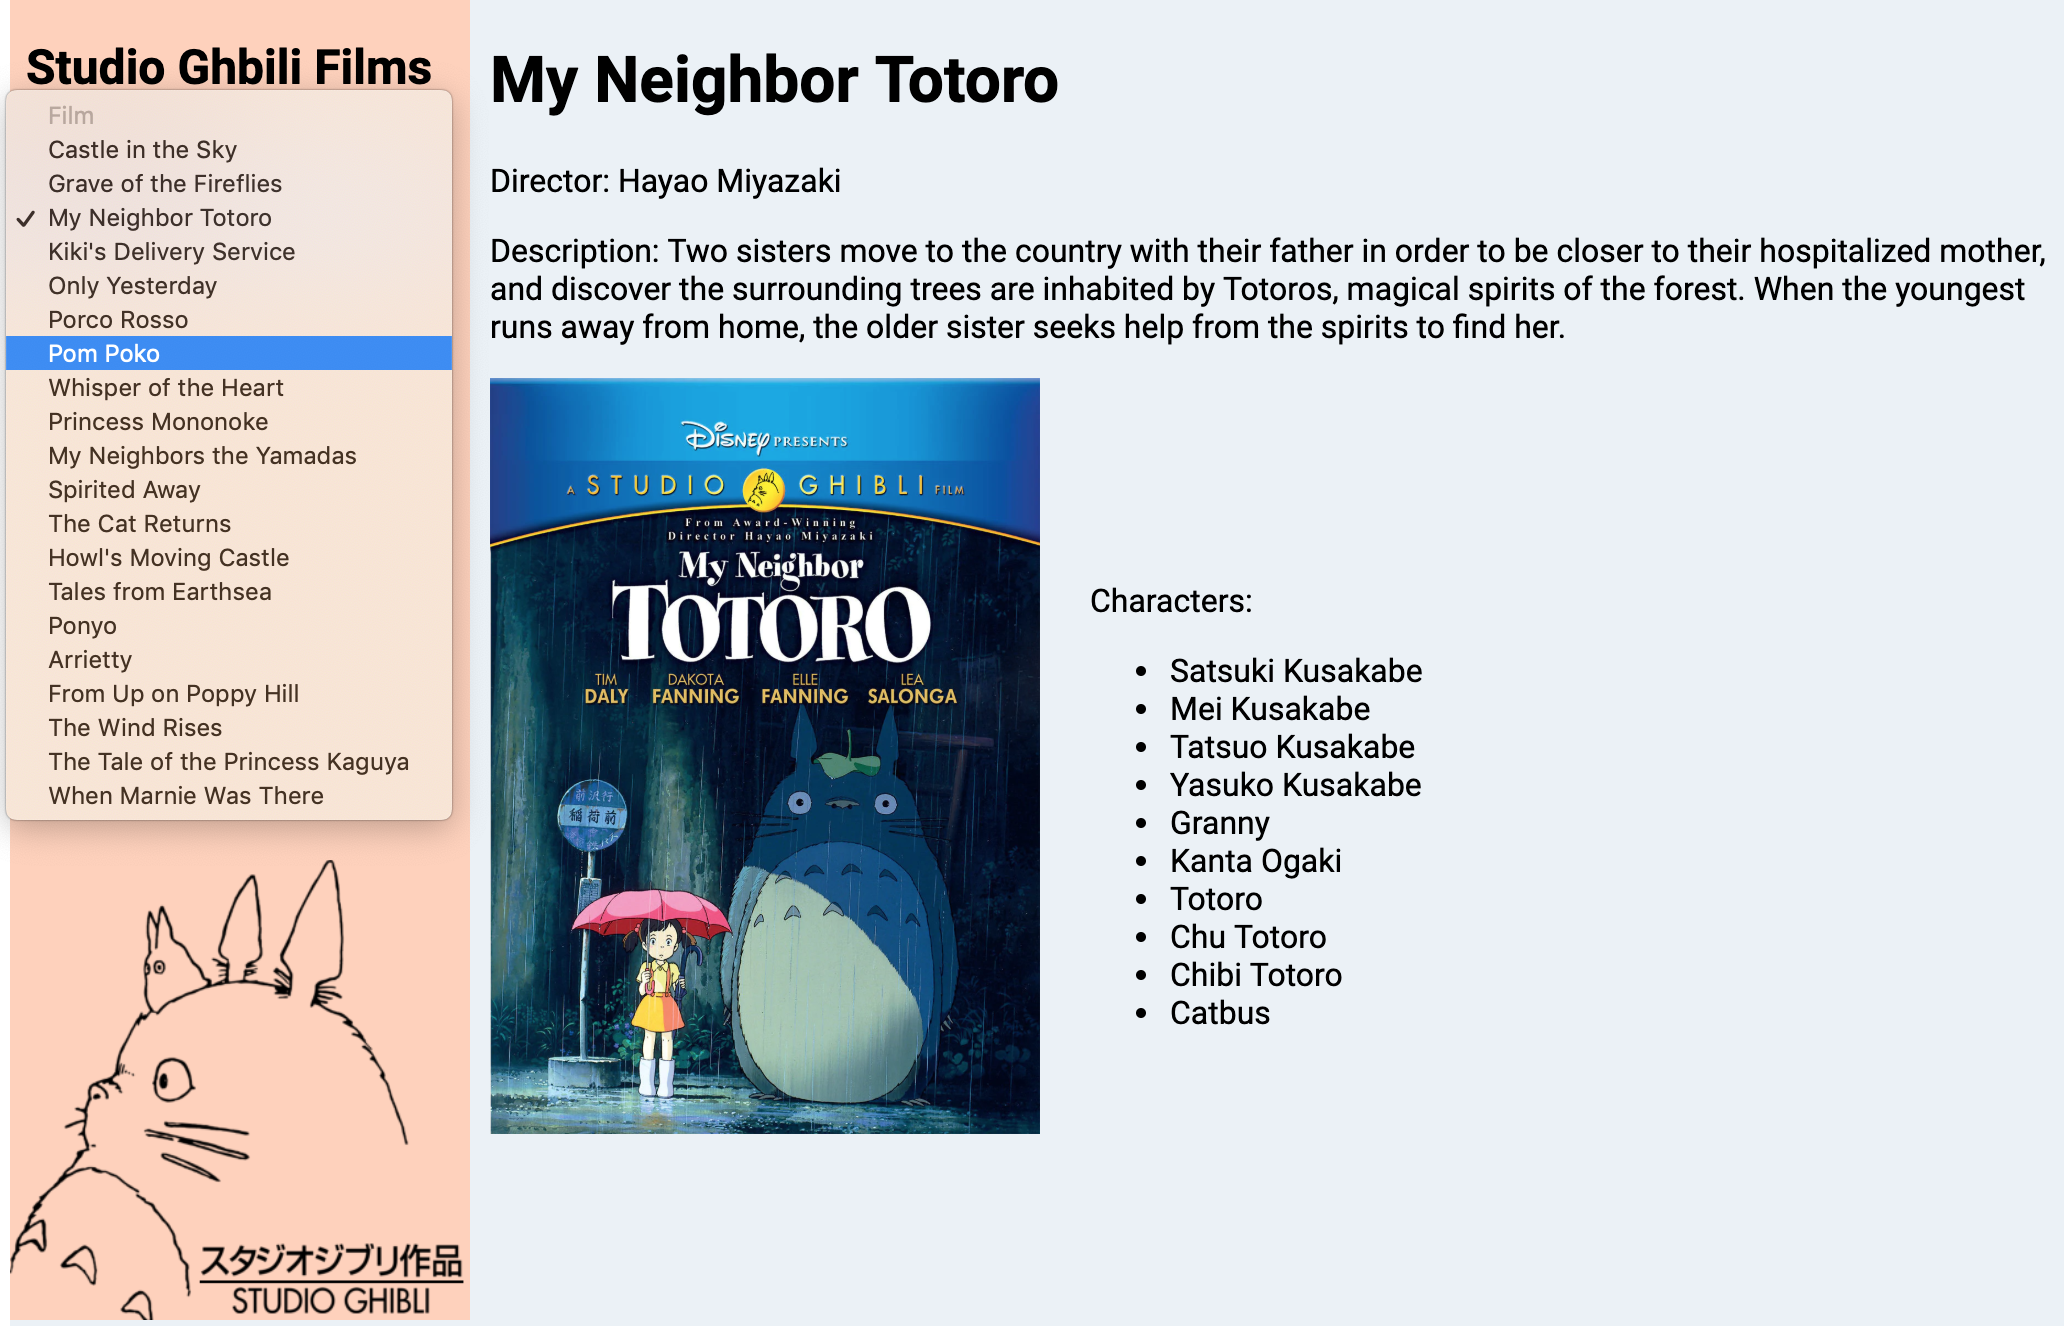 Studio Ghbili Films
Film
Castle in the Sky
Grave of the Fireflies
✓ My Neighbor Totoro
Kiki's Delivery Service
Only Yesterday
Porco Rosso
Pom Poko
Whisper of the Heart
Princess Mononoke
My Neighbors the Yamadas
Spirited Away
The Cat Returns
Howl's Moving Castle
Tales from Earthsea
Ponyo
Arrietty
From Up on Poppy Hill
The Wind Rises
The Tale of the Princess Kaguya
When Marnie Was There
スタジオジブリ作品
STUDIO GHIBLI
My Neighbor Totoro
Director: Hayao Miyazaki
Description: Two sisters move to the country with their father in order to be closer to their hospitalized mother,
and discover the surrounding trees are inhabited by Totoros, magical spirits of the forest. When the youngest
runs away from home, the older sister seeks help from the spirits to find her.
Disney PRESENTS
A STUDIO GHIBLI FILM
From Award-Winning
Director Hayao Miyazaki
My Neighbor
TOTORO
TIM DAKOTA ELLE LEA
DALY FANNING FANNING SALONGA
前沢行
稲荷前
Characters:
• Satsuki Kusakabe
• Mei Kusakabe
• Tatsuo Kusakabe
• Yasuko Kusakabe
• Granny
• Kanta Ogaki
• Totoro
• Chu Totoro
• Chibi Totoro
• Catbus